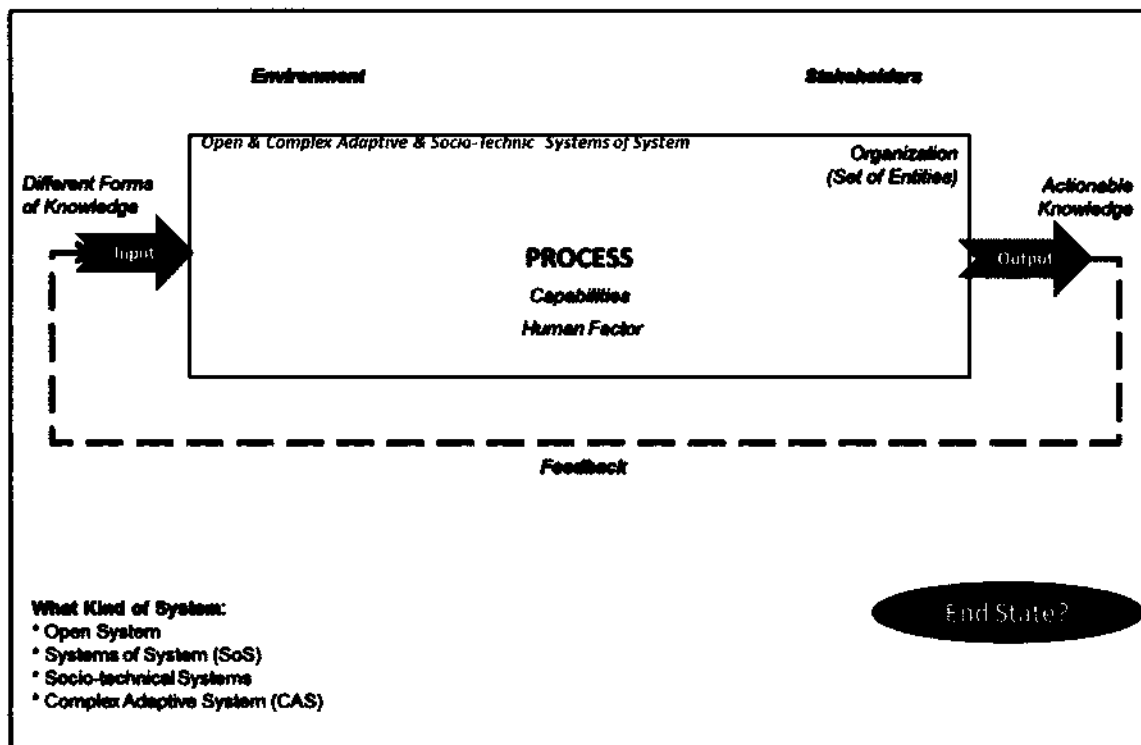 Environment
Stakeholders
Open & Complex Adaptive & Socio-Technic Systems of System
Organization
(Set of Entities)
Different Forms
of Knowledge
Actionable
Knowledge
Input
PROCESS
Output
Capabilities
Human Factor
Feedback
What Kind of System:
* Open System
* Systems of System (SoS)
* Socio-technical Systems
* Complex Adaptive System (CAS)
End State?